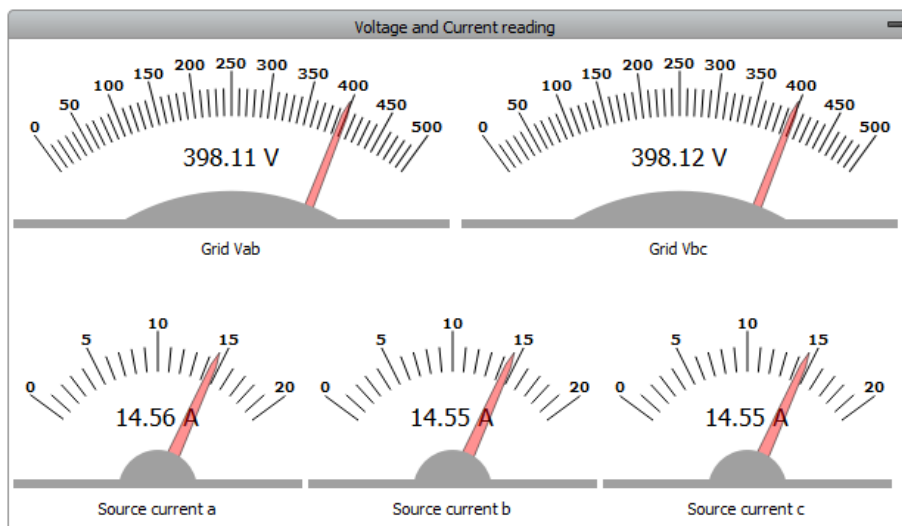 Voltage and Current reading
0 50 100 150 200 250 300 350 400 450 500
398.11 V
Grid Vab
0 50 100 150 200 250 300 350 400 450 500
398.12 V
Grid Vbc
0 5 10 15 20
14.56 A
Source current a
0 5 10 15 20
14.55 A
Source current b
0 5 10 15 20
14.55 A
Source current c